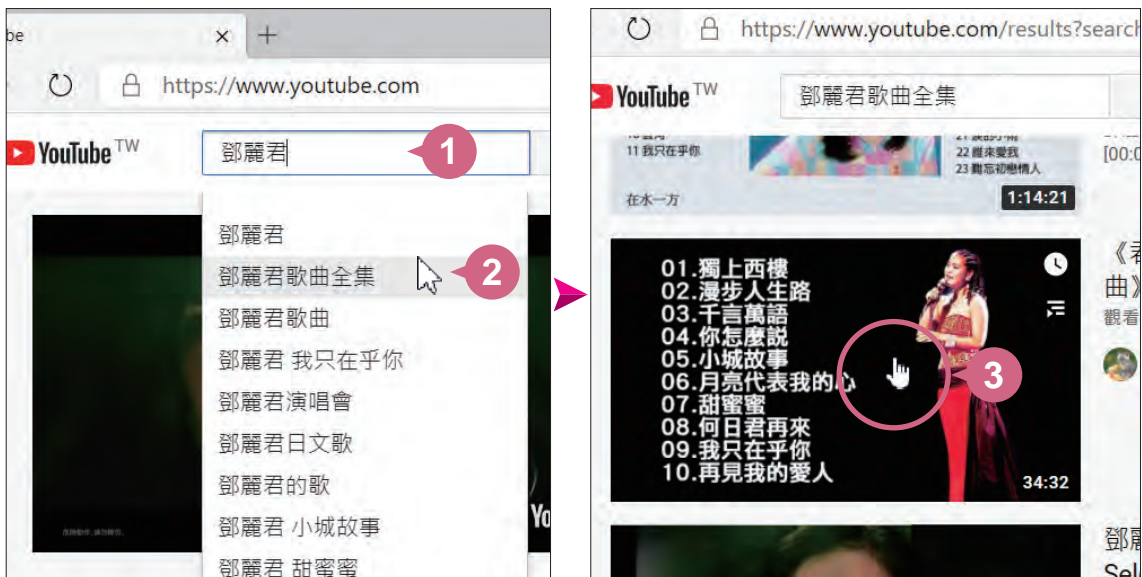 be
https://www.youtube.com
YouTube TW
鄧麗君
1
鄧麗君
鄧麗君歌曲全集
2
鄧麗君歌曲
鄧麗君 我只在乎你
鄧麗君演唱會
鄧麗君日文歌
鄧麗君的歌
鄧麗君 小城故事
鄧麗君 甜蜜蜜
Yo
https://www.youtube.com/results?search
YouTube TW
鄧麗君歌曲全集
11 我只在乎你
22 誰來愛我
23 難忘初戀情人
[00:0
在水一方
1:14:21
01.獨上西樓
02.漫步人生路
03.千言萬語
04.你怎麼說
05.小城故事
06.月亮代表我的心
07.甜蜜蜜
08.何日君再來
09.我只在乎你
10.再見我的愛人
34:32
3
《君
曲》
觀看
鄧麗
Sel